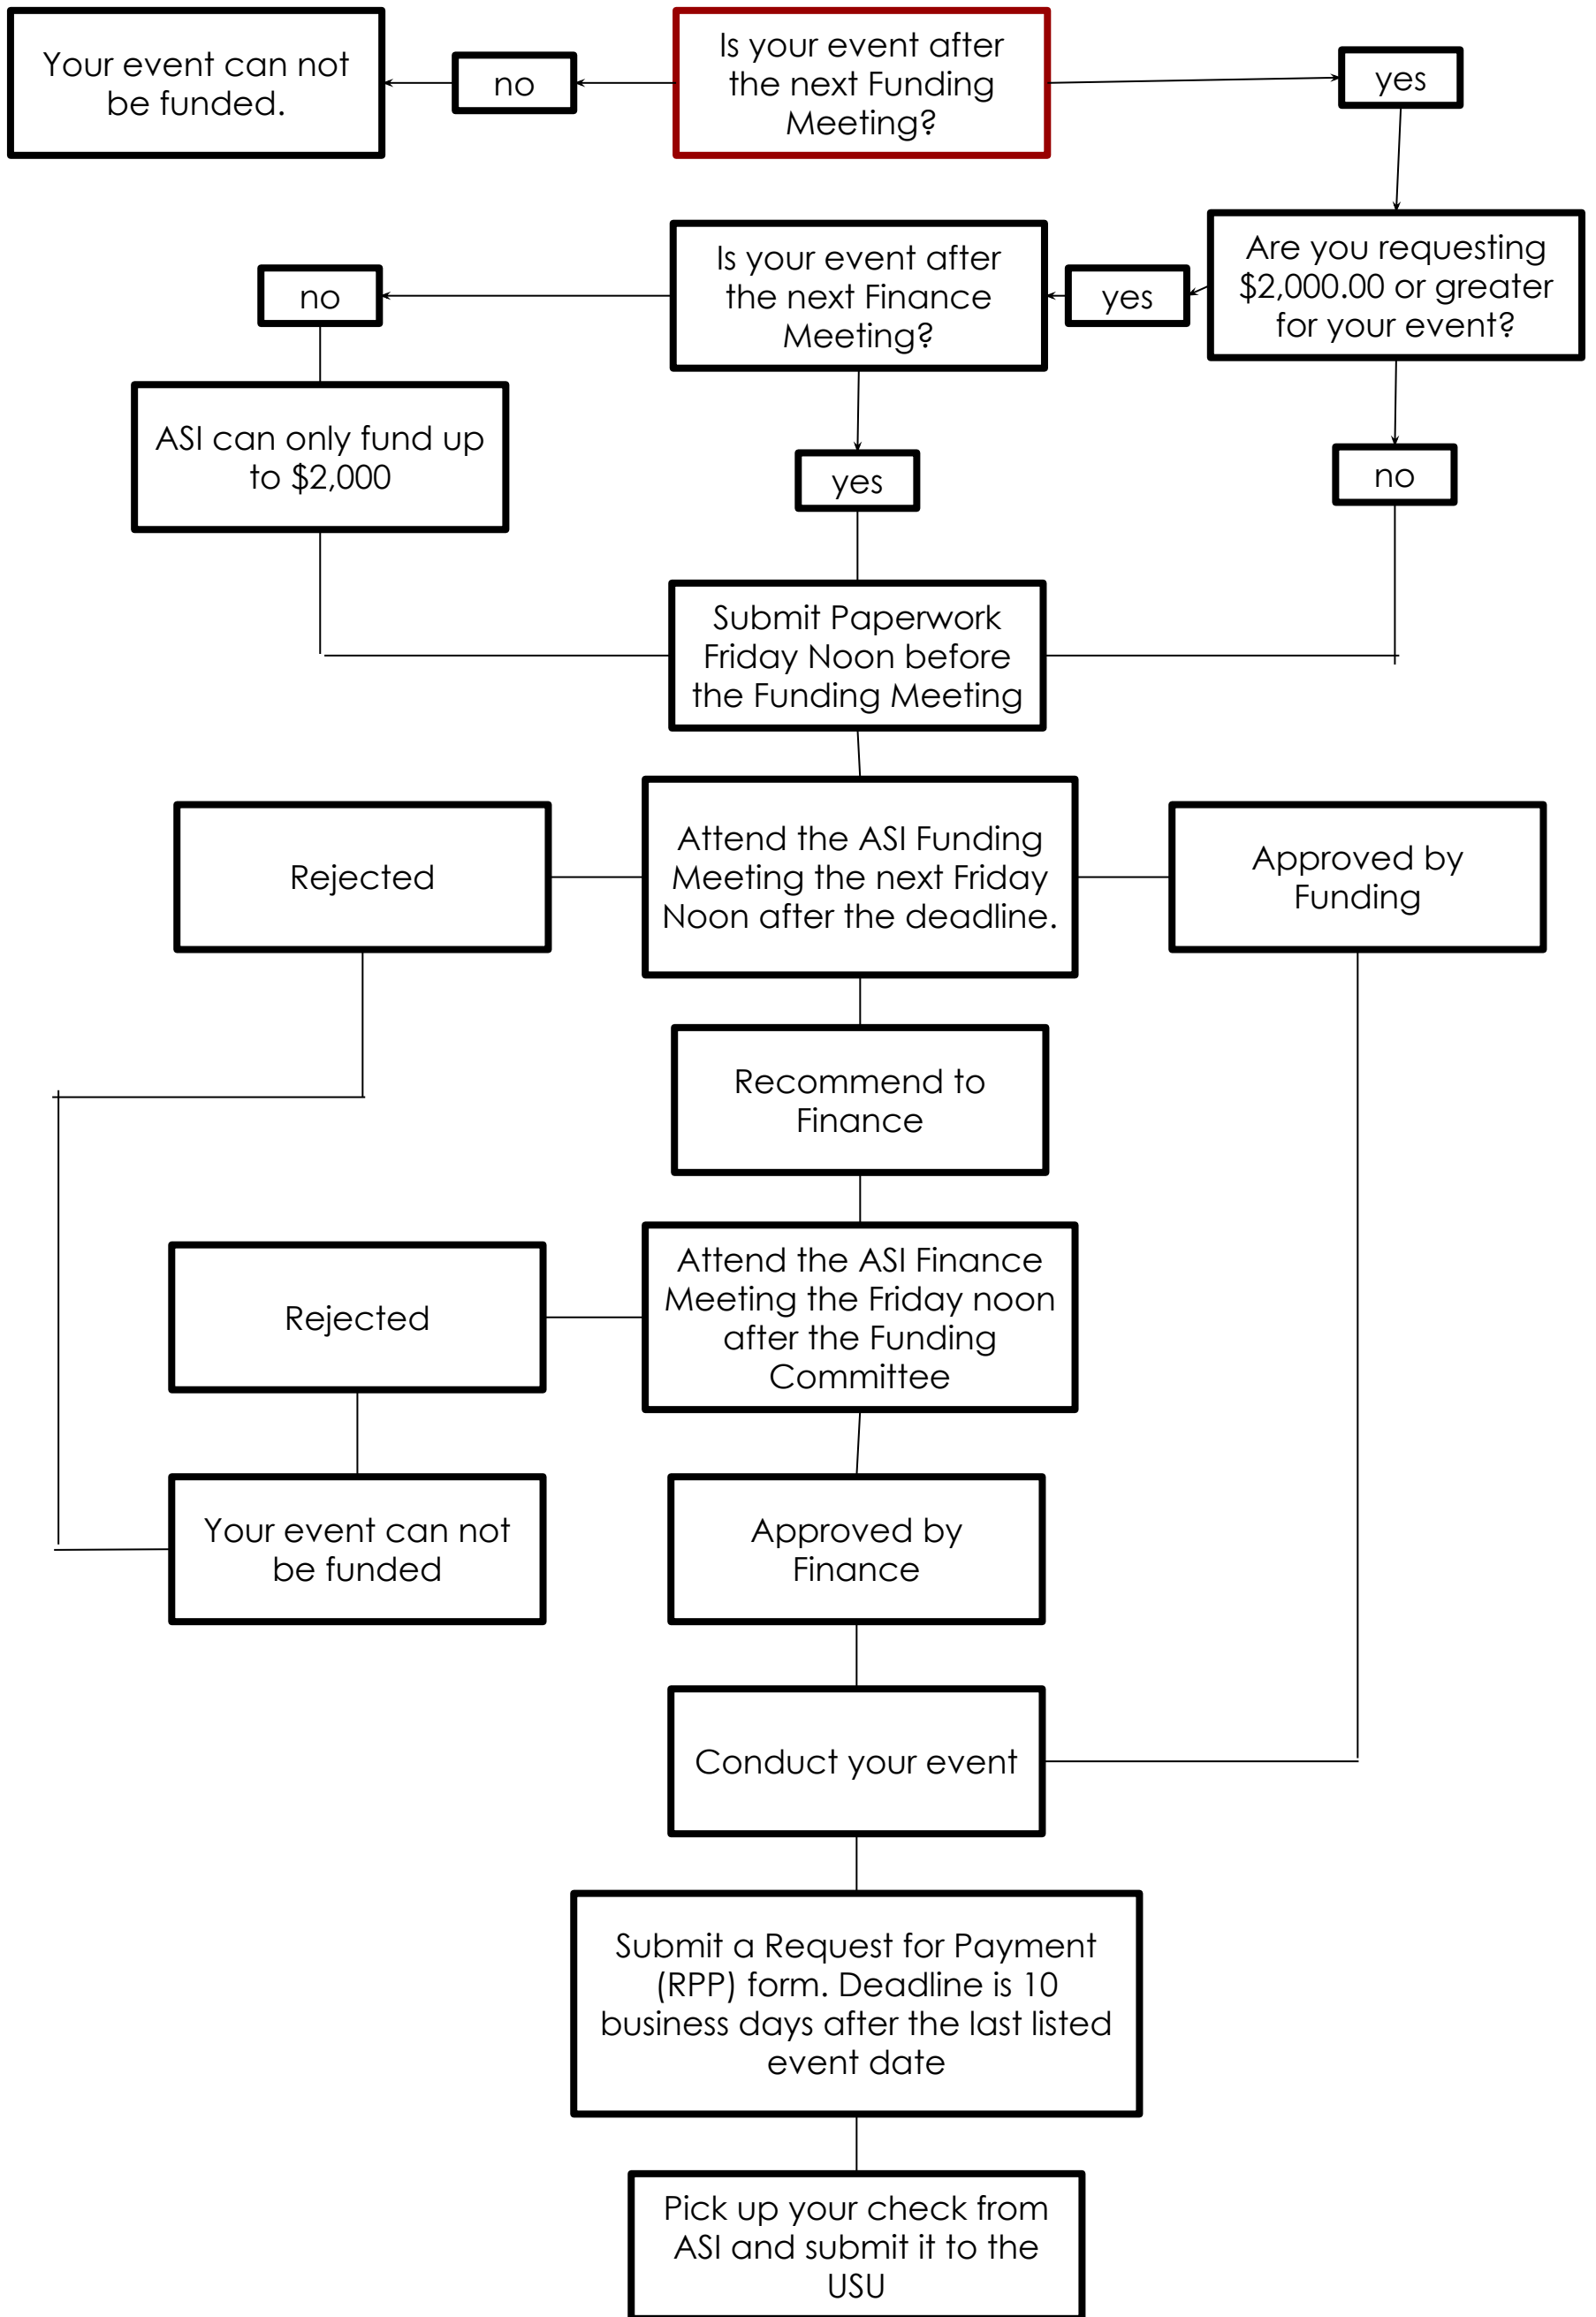 Your event can not
be funded.
no
Is your event after
the next Funding
Meeting?
yes
Are you requesting
$2,000.00 or greater
for your event?
yes
Is your event after
the next Finance
Meeting?
no
ASI can only fund up
to $2,000
yes
no
Submit Paperwork
Friday Noon before
the Funding Meeting
Rejected
Attend the ASI Funding
Meeting the next Friday
Noon after the deadline.
Approved by
Funding
Recommend to
Finance
Rejected
Attend the ASI Finance
Meeting the Friday noon
after the Funding
Committee
Your event can not
be funded
Approved by
Finance
Conduct your event
Submit a Request for Payment
(RPP) form. Deadline is 10
business days after the last listed
event date
Pick up your check from
ASI and submit it to the
USU